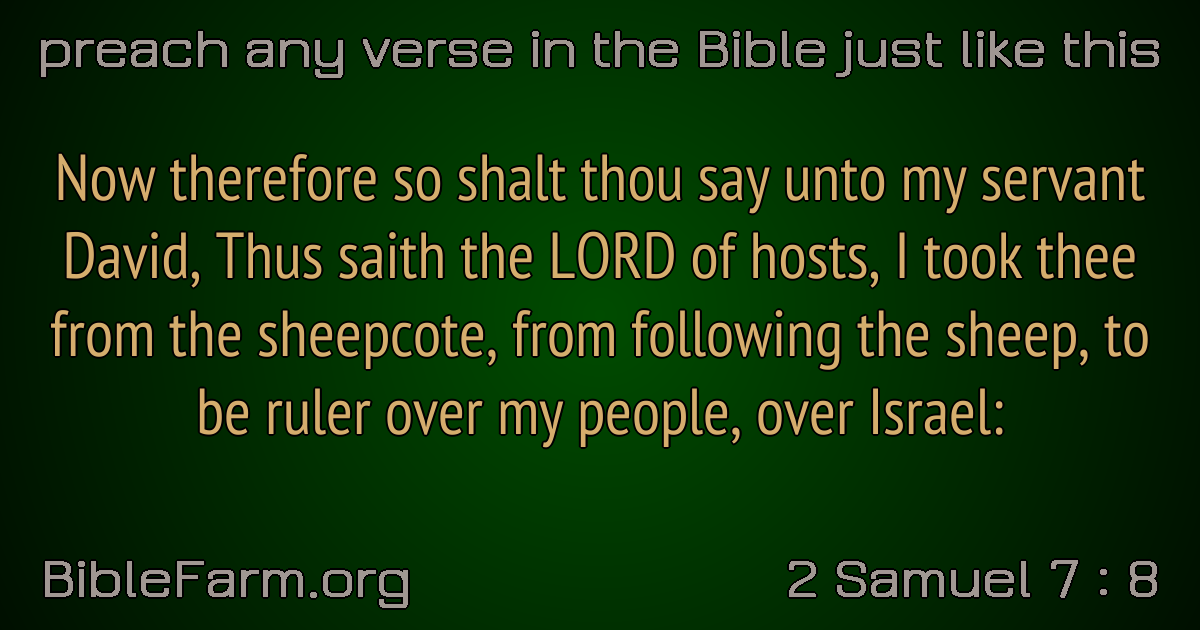 preach any verse in the Bible just like this
Now therefore so shalt thou say unto my servant
David, Thus saith the LORD of hosts, I took thee
from the sheepcote, from following the sheep, to
be ruler over my people, over Israel:
BibleFarm.org
2 Samuel 7 : 8